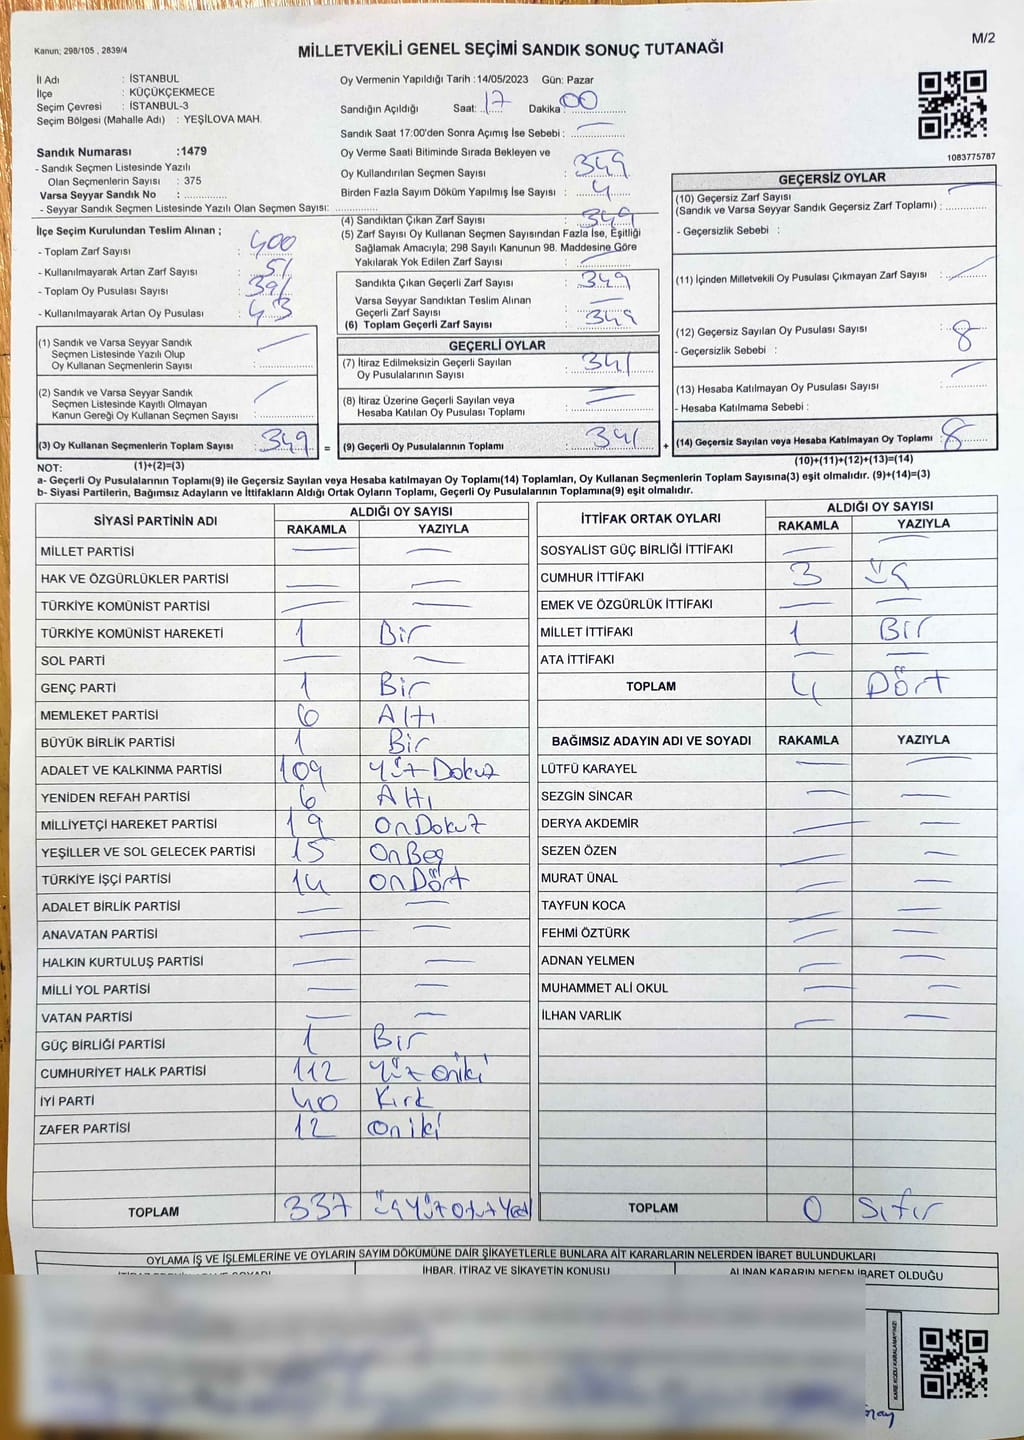 Kanun; 298/105 , 2839/4
MİLLETVEKİLİ GENEL SEÇİMİ SANDIK SONUÇ TUTANAĞI
M/2
İl Adı : İSTANBUL
İlçe : KÜÇÜKÇEKMECE
Seçim Çevresi : İSTANBUL-3
Seçim Bölgesi (Mahalle Adı) : YEŞİLOVA MAH.
Sandık Numarası :1479
- Sandık Seçmen Listesinde Yazılı
Olan Seçmenlerin Sayısı : 375
Varsa Seyyar Sandık No :
- Seyyar Sandık Seçmen Listesinde Yazılı Olan Seçmen Sayısı:
Oy Vermenin Yapıldığı Tarih :14/05/2023 Gün: Pazar
Sandığın Açıldığı Saat: 17 Dakika 00
Sandık Saat 17:00'den Sonra Açımış İse Sebebi : —
Oy Verme Saati Bitiminde Sırada Bekleyen ve
Oy Kullandırılan Seçmen Sayısı : 349
Birden Fazla Sayım Döküm Yapılmış İse Sayısı : 4
1083775787
İlçe Seçim Kurulundan Teslim Alınan ;
- Toplam Zarf Sayısı : 400
- Kullanılmayarak Artan Zarf Sayısı : 51
- Toplam Oy Pusulası Sayısı : 391
- Kullanılmayarak Artan Oy Pusulası : 43
(1) Sandık ve Varsa Seyyar Sandık
Seçmen Listesinde Yazılı Olup
Oy Kullanan Seçmenlerin Sayısı : —
(2) Sandık ve Varsa Seyyar Sandık
Seçmen Listesinde Kayıtlı Olmayan
Kanun Gereği Oy Kullanan Seçmen Sayısı : —
(3) Oy Kullanan Seçmenlerin Toplam Sayısı : 349 =
(1)+(2)=(3)
(4) Sandıktan Çıkan Zarf Sayısı : 349
(5) Zarf Sayısı Oy Kullanan Seçmen Sayısından Fazla İse, Eşitliği
Sağlamak Amacıyla; 298 Sayılı Kanunun 98. Maddesine Göre
Yakılarak Yok Edilen Zarf Sayısı : —
Sandıkta Çıkan Geçerli Zarf Sayısı : 349
Varsa Seyyar Sandıktan Teslim Alınan
Geçerli Zarf Sayısı : —
(6) Toplam Geçerli Zarf Sayısı : 349
GEÇERLİ OYLAR
(7) İtiraz Edilmeksizin Geçerli Sayılan
Oy Pusulalarının Sayısı : 341
(8) İtiraz Üzerine Geçerli Sayılan veya
Hesaba Katılan Oy Pusulası Toplamı : —
(9) Geçerli Oy Pusulalarının Toplamı : 341 +
GEÇERSİZ OYLAR
(10) Geçersiz Zarf Sayısı
(Sandık ve Varsa Seyyar Sandık Geçersiz Zarf Toplamı) : —
- Geçersizlik Sebebi :
(11) İçinden Milletvekili Oy Pusulası Çıkmayan Zarf Sayısı : —
(12) Geçersiz Sayılan Oy Pusulası Sayısı : 8
- Geçersizlik Sebebi :
(13) Hesaba Katılmayan Oy Pusulası Sayısı : —
- Hesaba Katılmama Sebebi :
(14) Geçersiz Sayılan veya Hesaba Katılmayan Oy Toplamı : 8
(10)+(11)+(12)+(13)=(14)
NOT:
a- Geçerli Oy Pusulalarının Toplamı(9) ile Geçersiz Sayılan veya Hesaba katılmayan Oy Toplamı(14) Toplamları, Oy Kullanan Seçmenlerin Toplam Sayısına(3) eşit olmalıdır. (9)+(14)=(3)
b- Siyasi Partilerin, Bağımsız Adayların ve İttifakların Aldığı Ortak Oyların Toplamı, Geçerli Oy Pusulalarının Toplamına(9) eşit olmalıdır.
SİYASİ PARTİNİN ADI ALDIĞI OY SAYISI
RAKAMLA YAZIYLA
MİLLET PARTİSİ — —
HAK VE ÖZGÜRLÜKLER PARTİSİ — —
TÜRKİYE KOMÜNİST PARTİSİ — —
TÜRKİYE KOMÜNİST HAREKETİ 1 Bir
SOL PARTİ — —
GENÇ PARTİ 1 Bir
MEMLEKET PARTİSİ 6 Altı
BÜYÜK BİRLİK PARTİSİ 1 Bir
ADALET VE KALKINMA PARTİSİ 109 Yüz Dokuz
YENİDEN REFAH PARTİSİ 6 Altı
MİLLİYETÇİ HAREKET PARTİSİ 19 OnDokuz
YEŞİLLER VE SOL GELECEK PARTİSİ 15 OnBeş
TÜRKİYE İŞÇİ PARTİSİ 14 OnDört
ADALET BİRLİK PARTİSİ — —
ANAVATAN PARTİSİ — —
HALKIN KURTULUŞ PARTİSİ — —
MİLLİ YOL PARTİSİ — —
VATAN PARTİSİ — —
GÜÇ BİRLİĞİ PARTİSİ 1 Bir
CUMHURİYET HALK PARTİSİ 112 Yüz oniki
İYİ PARTİ 40 Kırk
ZAFER PARTİSİ 12 oniki
TOPLAM 337 üçYüzOtuzYedi
İTTİFAK ORTAK OYLARI ALDIĞI OY SAYISI
RAKAMLA YAZIYLA
SOSYALİST GÜÇ BİRLİĞİ İTTİFAKI — —
CUMHUR İTTİFAKI 3 üç
EMEK VE ÖZGÜRLÜK İTTİFAKI — —
MİLLET İTTİFAKI 1 Bir
ATA İTTİFAKI — —
TOPLAM 4 Dört
BAĞIMSIZ ADAYIN ADI VE SOYADI RAKAMLA YAZIYLA
LÜTFÜ KARAYEL — —
SEZGİN SİNCAR — —
DERYA AKDEMİR — —
SEZEN ÖZEN — —
MURAT ÜNAL — —
TAYFUN KOCA — —
FEHMİ ÖZTÜRK — —
ADNAN YELMEN — —
MUHAMMET ALİ OKUL — —
İLHAN VARLIK — —
TOPLAM 0 Sıfır
OYLAMA İŞ VE İŞLEMLERİNE VE OYLARIN SAYIM DÖKÜMÜNE DAİR ŞİKAYETLERLE BUNLARA AİT KARARLARIN NELERDEN İBARET BULUNDUKLARI
İHBAR, İTİRAZ VE ŞİKAYETİN KONUSU
ALINAN KARARIN NEDEN İBARET OLDUĞU
KARE KODU KARALAMAYINIZ!